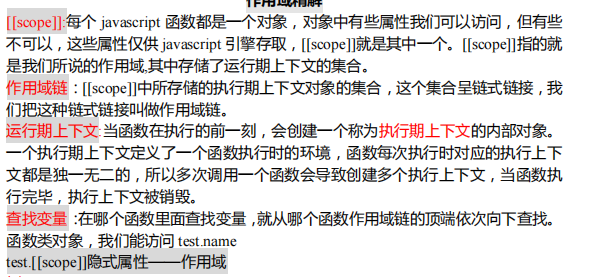 作用域精解
[[scope]]:每个 javascript 函数都是一个对象，对象中有些属性我们可以访问，但有些
不可以，这些属性仅供 javascript 引擎存取，[[scope]]就是其中一个。[[scope]]指的就
是我们所说的作用域,其中存储了运行期上下文的集合。
作用域链：[[scope]]中所存储的执行期上下文对象的集合，这个集合呈链式链接，我
们把这种链式链接叫做作用域链。
运行期上下文:当函数在执行的前一刻，会创建一个称为执行期上下文的内部对象。
一个执行期上下文定义了一个函数执行时的环境，函数每次执行时对应的执行上下
文都是独一无二的，所以多次调用一个函数会导致创建多个执行上下文，当函数执
行完毕，执行上下文被销毁。
查找变量：在哪个函数里面查找变量，就从哪个函数作用域链的顶端依次向下查找。
函数类对象，我们能访问 test.name
test.[[scope]]隐式属性——作用域